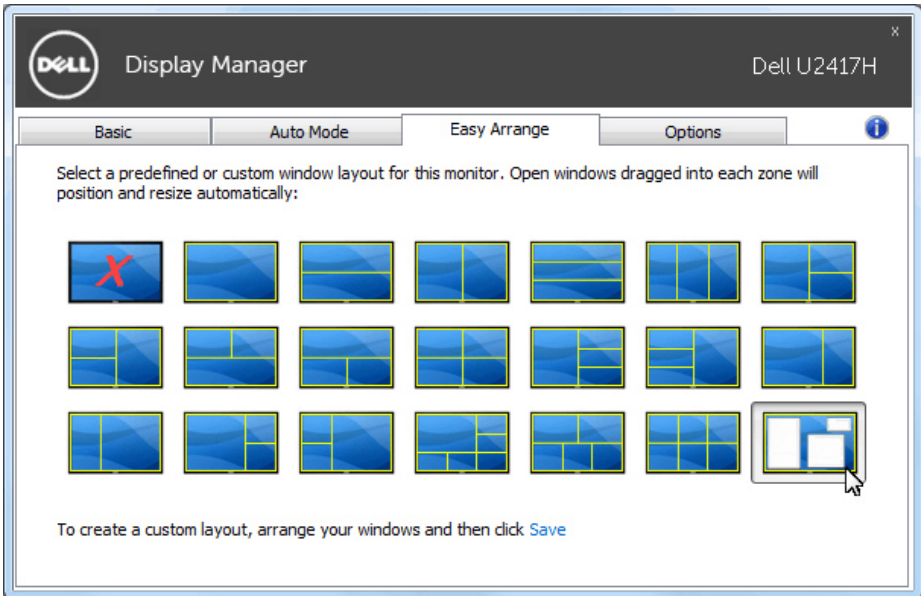 x
DELL
Display Manager
Dell U2417H
Basic
Auto Mode
Easy Arrange
Options
i
Select a predefined or custom window layout for this monitor. Open windows dragged into each zone will
position and resize automatically:
X
To create a custom layout, arrange your windows and then click Save